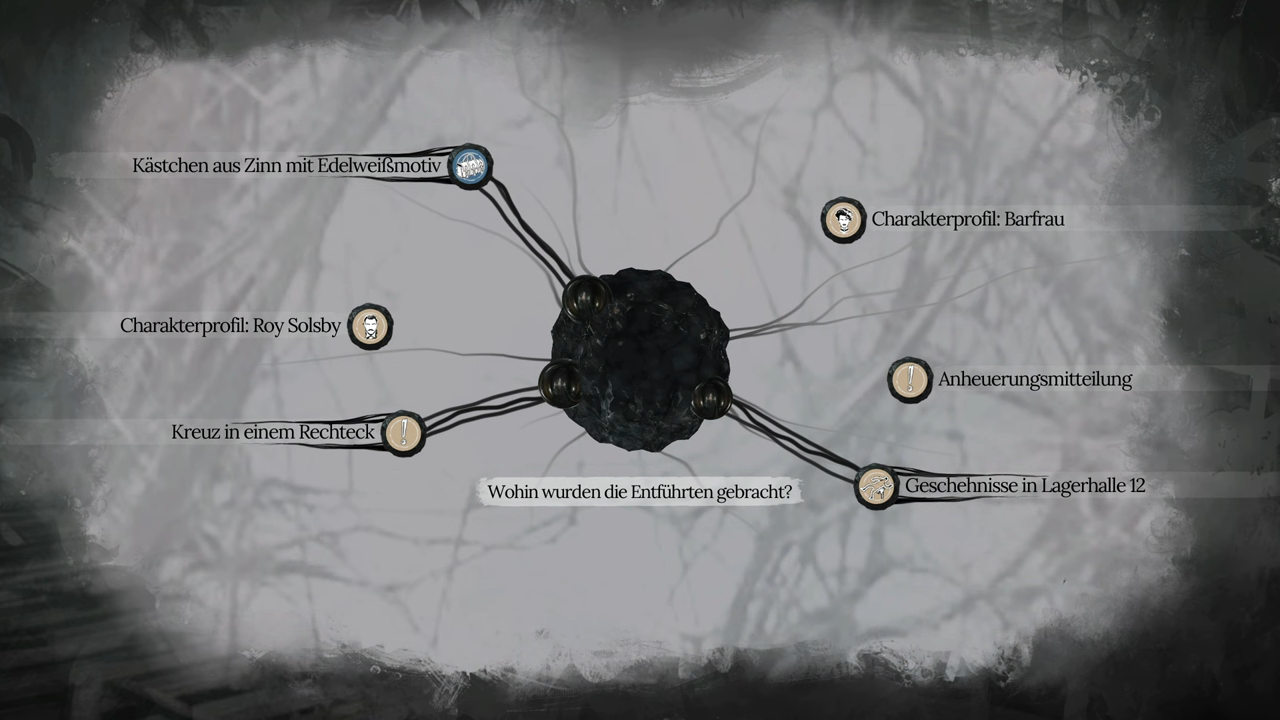 Kästchen aus Zinn mit Edelweißmotiv
Charakterprofil: Barfrau
Charakterprofil: Roy Solsby
Anheuerungsmitteilung
Kreuz in einem Rechteck
Geschehnisse in Lagerhalle 12
Wohin wurden die Entführten gebracht?